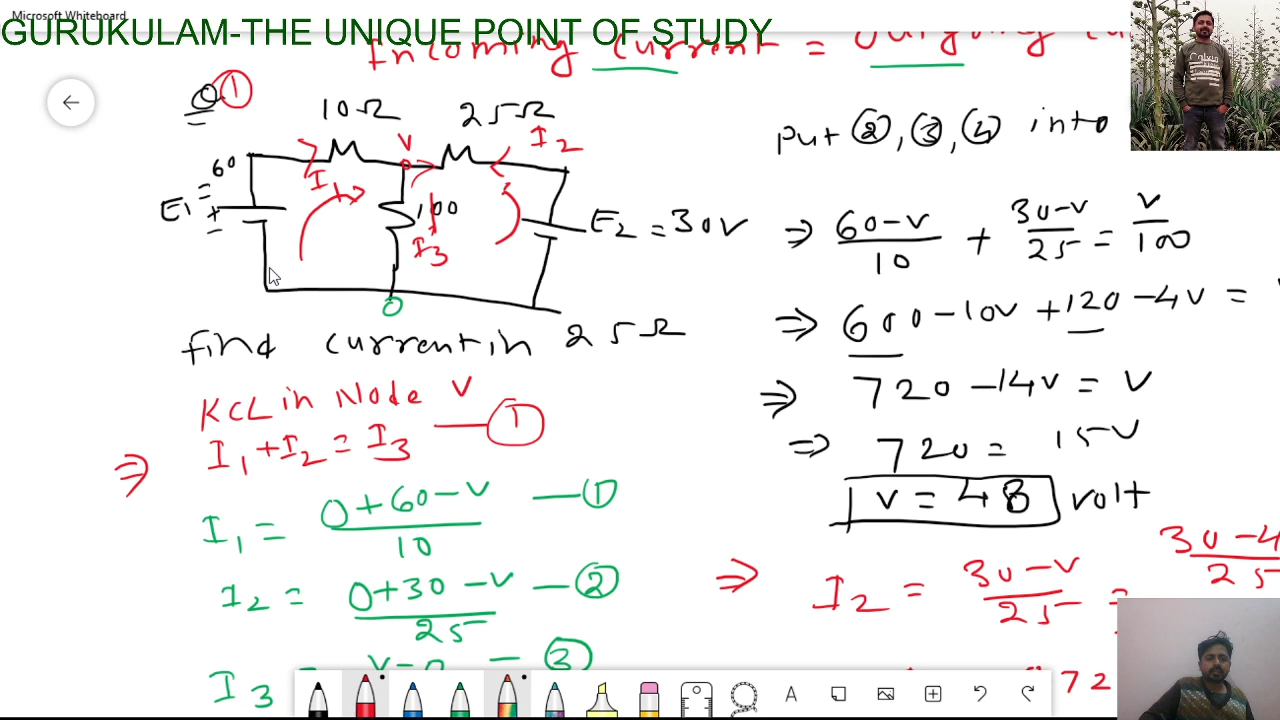 Microsoft Whiteboard
GURUKULAM-THE UNIQUE POINT OF STUDY
Incoming current = outgoing
Q ①
10Ω 25Ω
V I2
60
I1
E1 = 100
+
-
I3
E2 = 30V
0
find current in 25Ω
KCL in Node V
⇒ I1 + I2 = I3 — ①
I1 = 0+60-V / 10 — ①
I2 = 0+30-V / 25 — ②
I3 = V-0 — ③
put ②, ③, ④ into
⇒ 60-V / 10 + 30-V / 25 = V / 100
⇒ 600-10V + 120-4V =
⇒ 720-14V = V
⇒ 720 = 15V
V = 48 volt
⇒ I2 = 30-V / 25 = 30-4 / 25
72